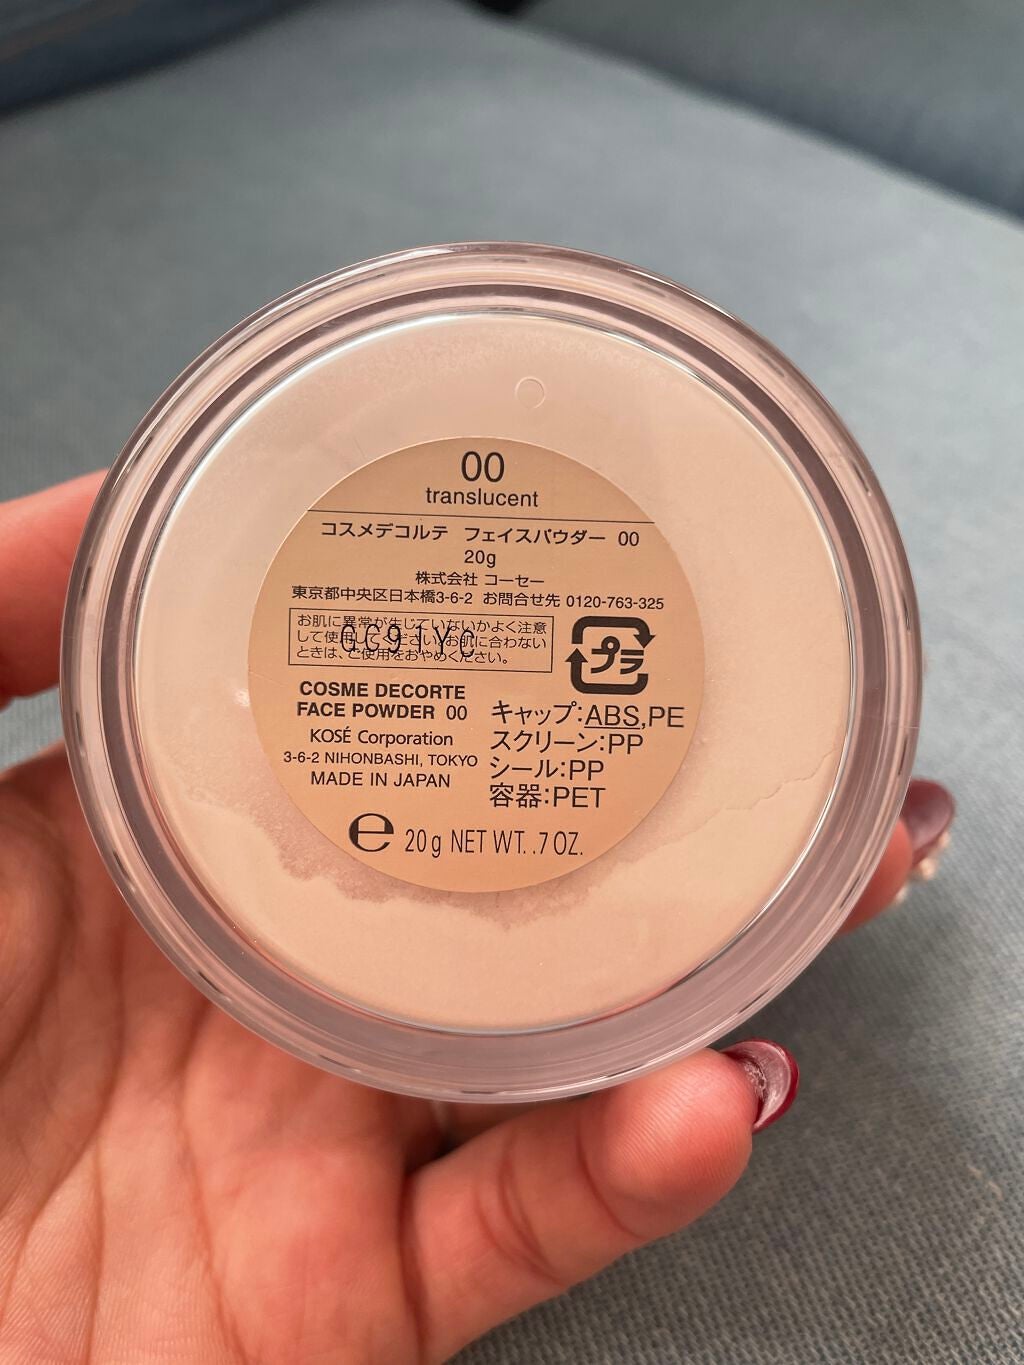 00
translucent
コスメデコルテ フェイスパウダー 00
20g
株式会社 コーセー
東京都中央区日本橋3-6-2 お問合せ先 0120-763-325
お肌に異常が生じていないかよく注意
して使用してください。お肌に合わない
ときは、ご使用をおやめください。
プラ
COSME DECORTE
FACE POWDER 00
KOSÉ Corporation
3-6-2 NIHONBASHI, TOKYO
MADE IN JAPAN
キャップ:ABS,PE
スクリーン:PP
シール:PP
容器:PET
e 20g NET WT. .7 OZ.